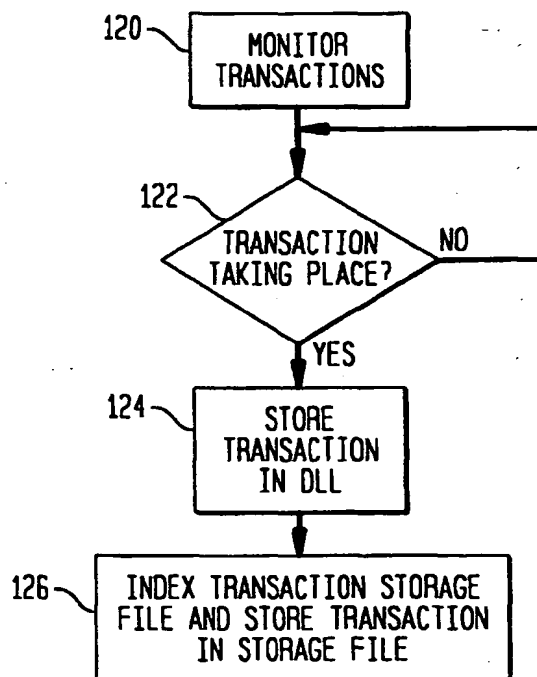 120
MONITOR
TRANSACTIONS
122
TRANSACTION
TAKING PLACE?
NO
YES
124
STORE
TRANSACTION
IN DLL
126
INDEX TRANSACTION STORAGE
FILE AND STORE TRANSACTION
IN STORAGE FILE